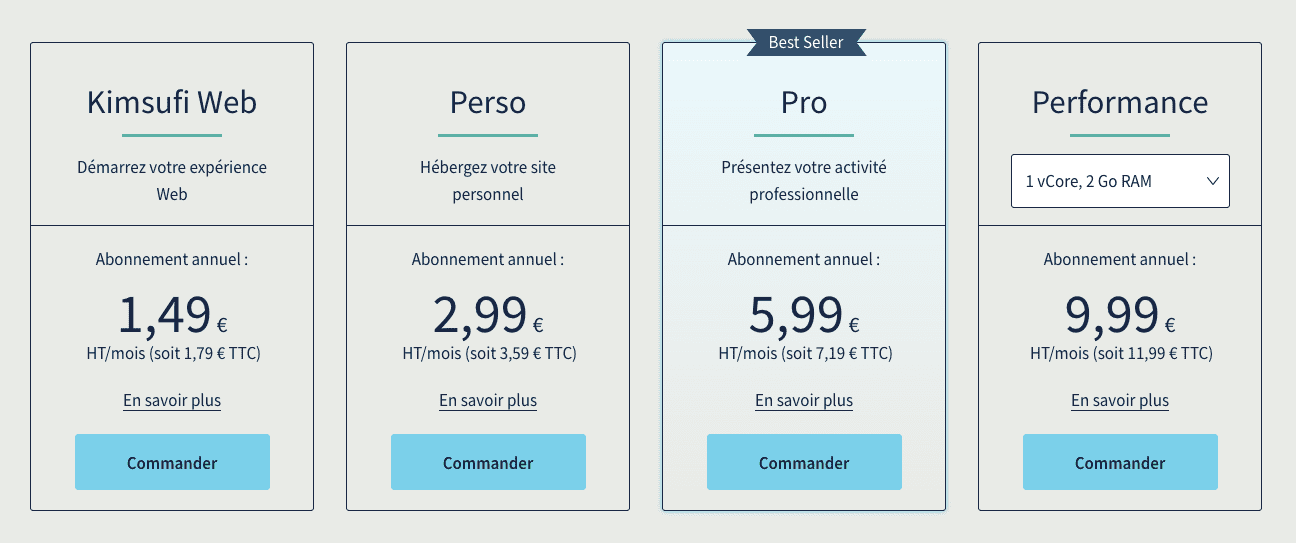 Kimsufi Web
Démarrez votre expérience
Web
Abonnement annuel :
1,49 €
HT/mois (soit 1,79 € TTC)
En savoir plus
Commander
Perso
Hébergez votre site
personnel
Abonnement annuel :
2,99 €
HT/mois (soit 3,59 € TTC)
En savoir plus
Commander
Best Seller
Pro
Présentez votre activité
professionnelle
Abonnement annuel :
5,99 €
HT/mois (soit 7,19 € TTC)
En savoir plus
Commander
Performance
1 vCore, 2 Go RAM
Abonnement annuel :
9,99 €
HT/mois (soit 11,99 € TTC)
En savoir plus
Commander